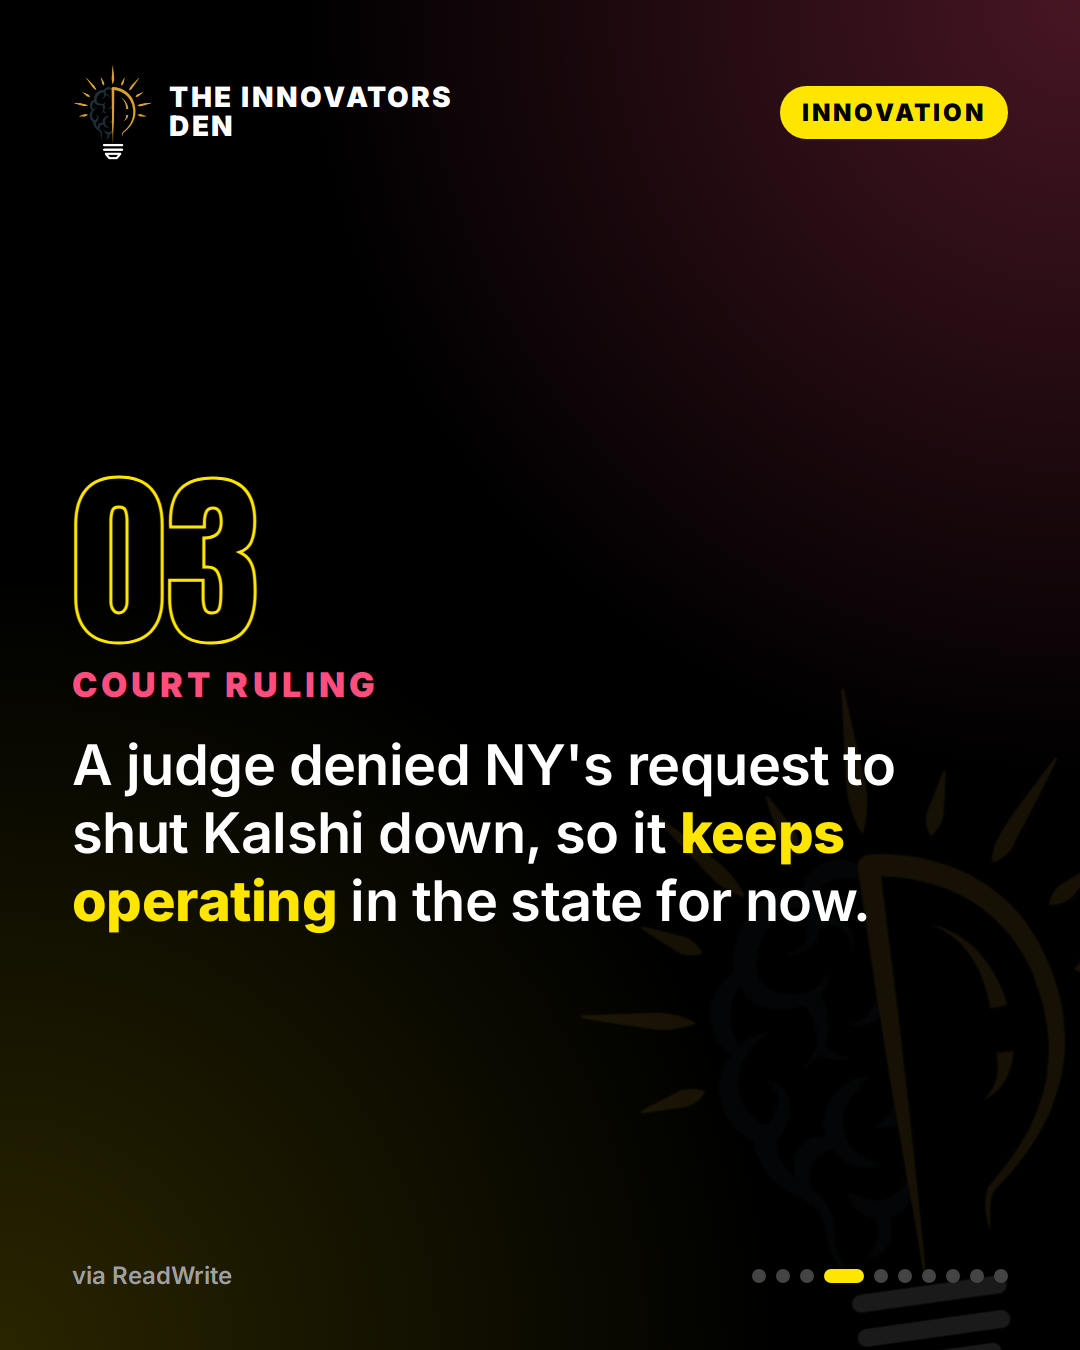 THE INNOVATORS
DEN
INNOVATION
03
COURT RULING
A judge denied NY's request to
shut Kalshi down, so it keeps
operating in the state for now.
via ReadWrite